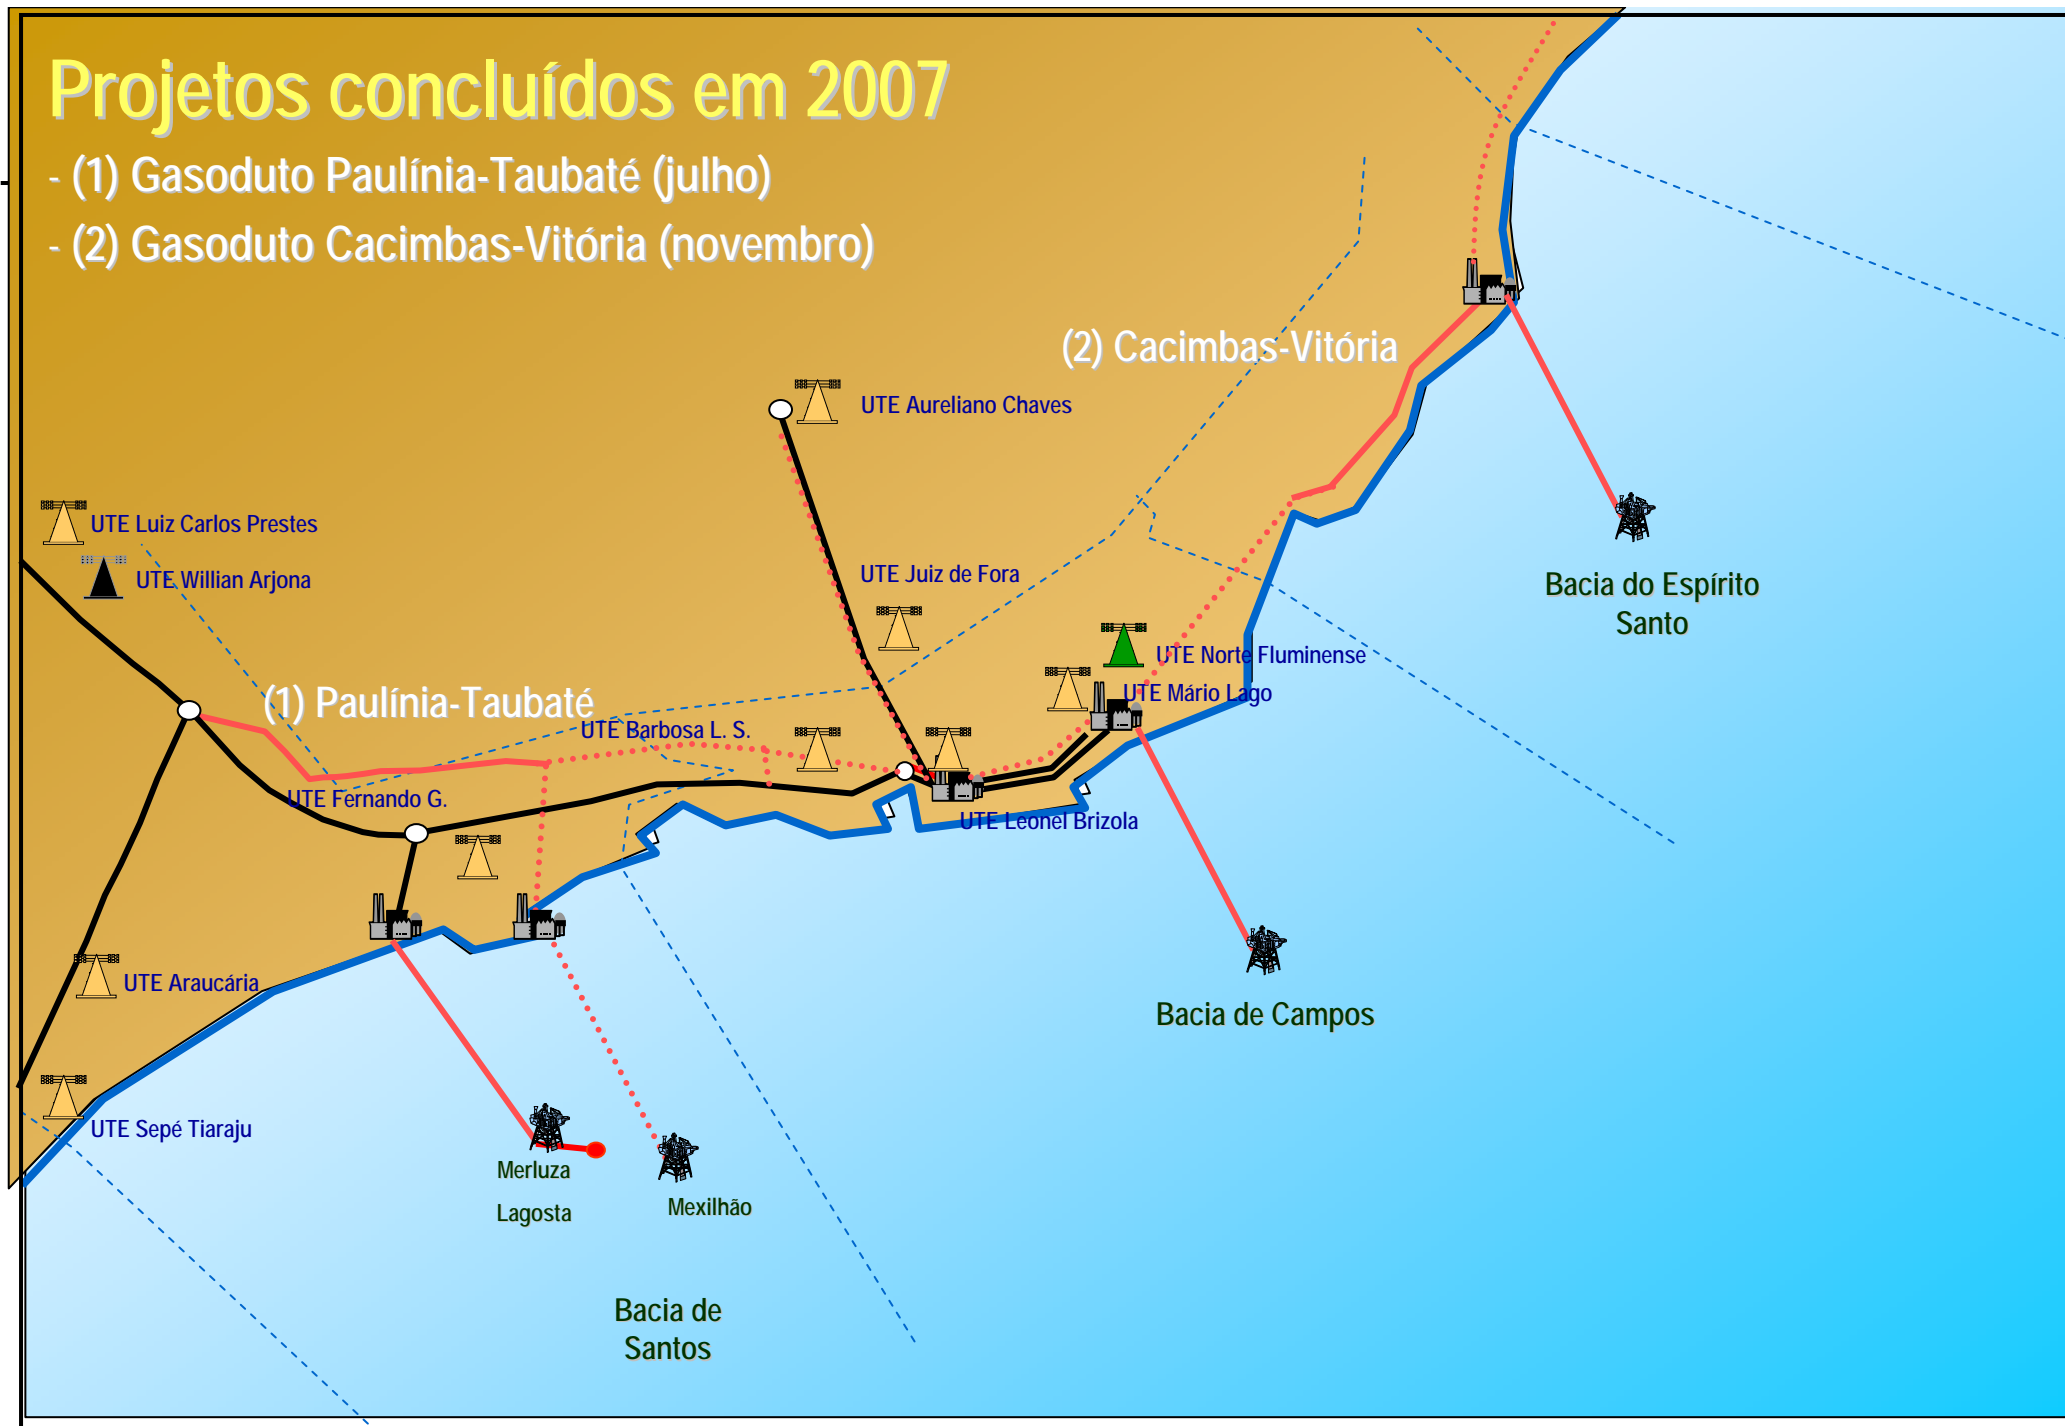 Projetos concluídos em 2007
- (1) Gasoduto Paulínia-Taubaté (julho)
- (2) Gasoduto Cacimbas-Vitória (novembro)
(2) Cacimbas-Vitória
UTE Aureliano Chaves
UTE Luiz Carlos Prestes
UTE Willian Arjona
UTE Juiz de Fora
Bacia do Espírito
Santo
UTE Norte Fluminense
UTE Mário Lago
(1) Paulínia-Taubaté
UTE Barbosa L. S.
UTE Fernando G.
UTE Leonel Brizola
UTE Araucária
Bacia de Campos
UTE Sepé Tiaraju
Merluza
Lagosta
Mexilhão
Bacia de
Santos